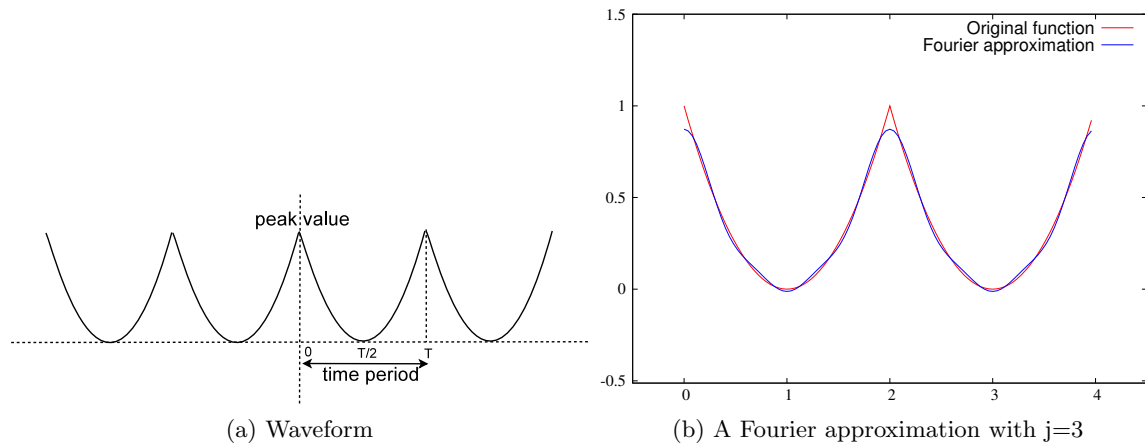 peak value
0 T/2 T
time period
(a) Waveform
1.5
1
0.5
0
-0.5
0 1 2 3 4
Original function
Fourier approximation
(b) A Fourier approximation with j=3